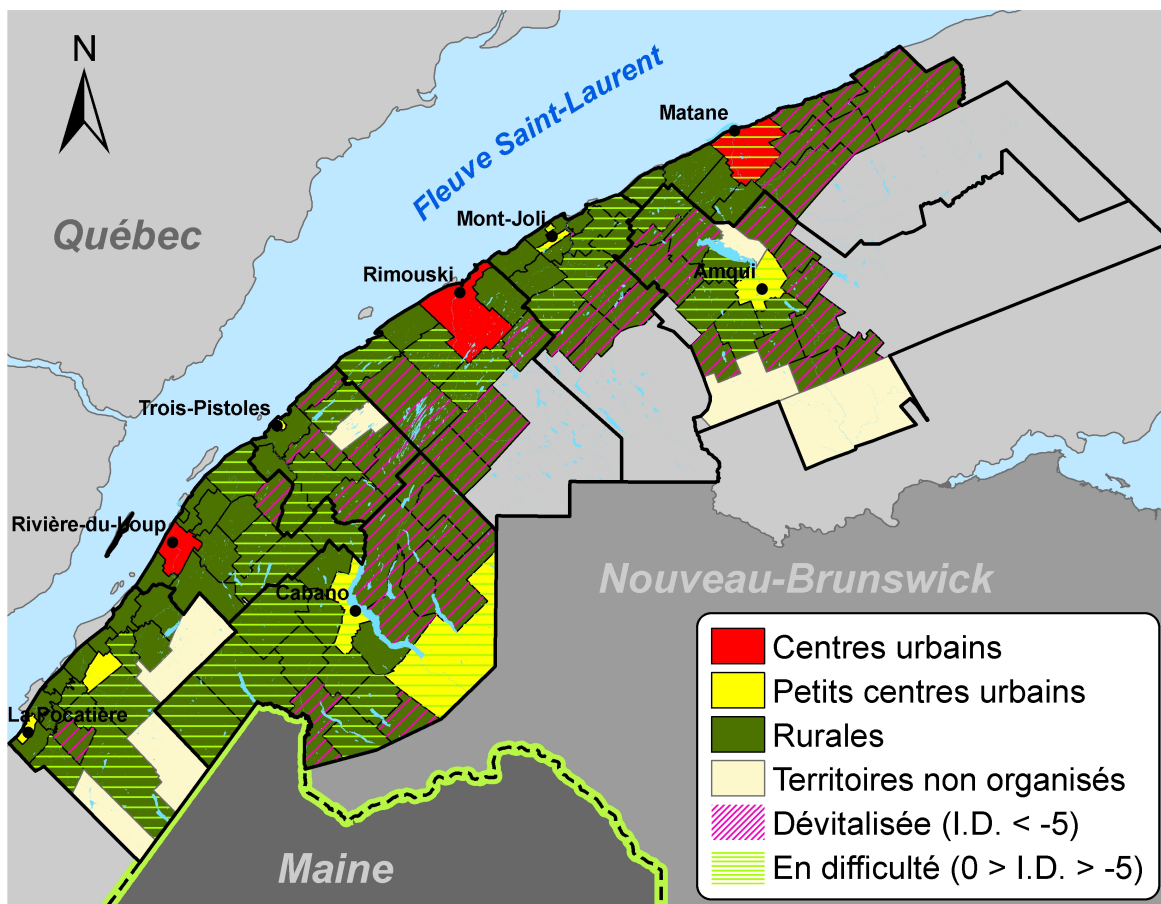 N
Matane
Fleuve Saint-Laurent
Québec
Mont-Joli
Rimouski
Amqui
Trois-Pistoles
Rivière-du-Loup
Nouveau-Brunswick
Cabano
La Pocatière
Maine
Centres urbains
Petits centres urbains
Rurales
Territoires non organisés
Dévitalisée (I.D. < -5)
En difficulté (0 > I.D. > -5)